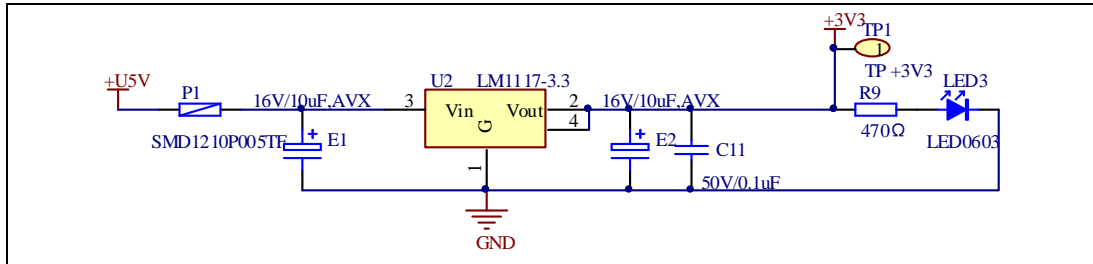 +3V3
TP1
1
TP +3V3
+U5V
P1
SMD1210P005TF
16V/10uF,AVX
E1
+
U2
LM1117-3.3
3
Vin
Vout
G
2
4
1
GND
16V/10uF,AVX
E2
+
C11
50V/0.1uF
R9
470Ω
LED3
LED0603